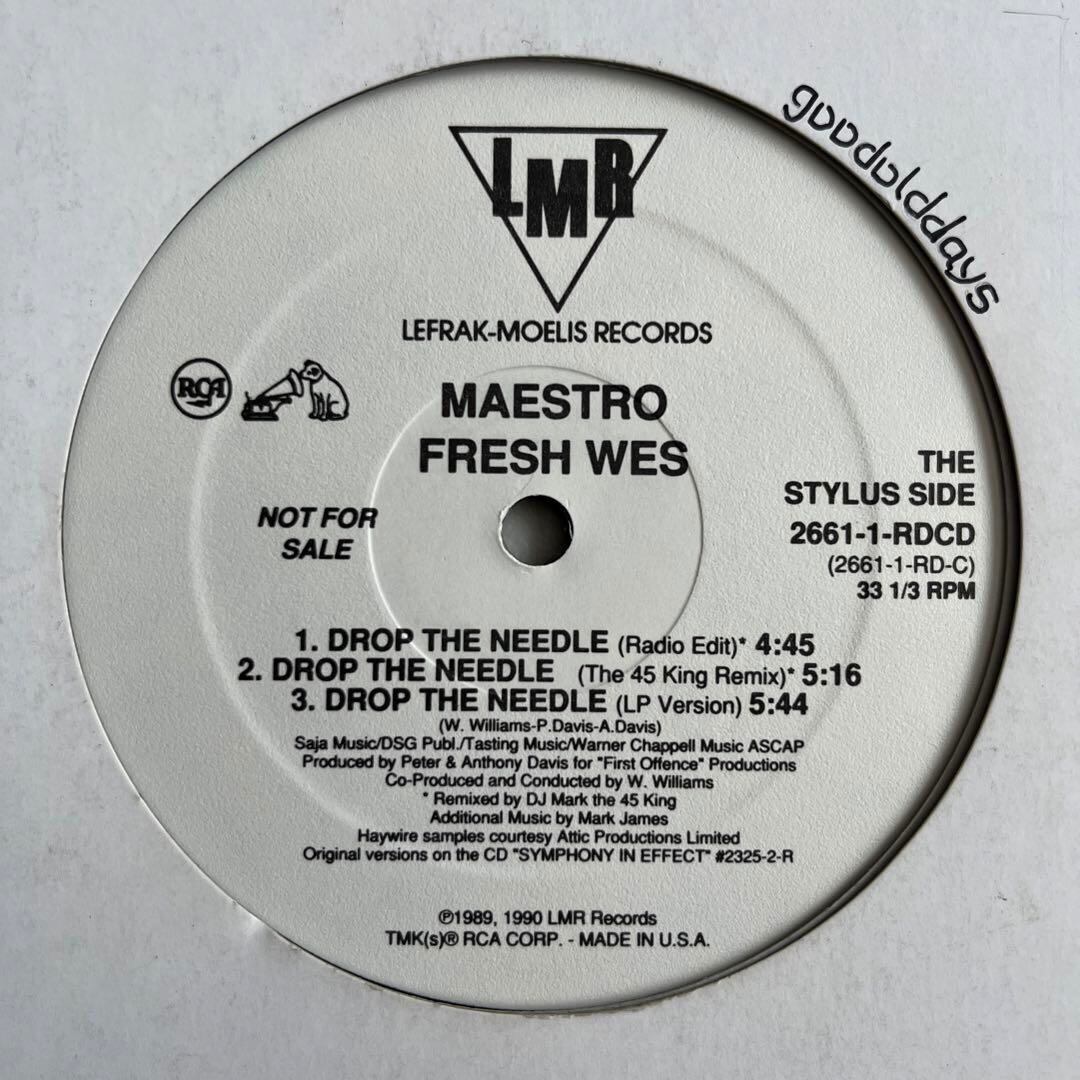 goodolddays
LMR
LEFRAK-MOELIS RECORDS
RCA
MAESTRO
FRESH WES
NOT FOR
SALE
THE
STYLUS SIDE
2661-1-RDCD
(2661-1-RD-C)
33 1/3 RPM
1. DROP THE NEEDLE (Radio Edit)* 4:45
2. DROP THE NEEDLE (The 45 King Remix)* 5:16
3. DROP THE NEEDLE (LP Version) 5:44
(W. Williams-P.Davis-A.Davis)
Saja Music/DSG Publ./Tasting Music/Warner Chappell Music ASCAP
Produced by Peter & Anthony Davis for "First Offence" Productions
Co-Produced and Conducted by W. Williams
* Remixed by DJ Mark the 45 King
Additional Music by Mark James
Haywire samples courtesy Attic Productions Limited
Original versions on the CD "SYMPHONY IN EFFECT" #2325-2-R
℗1989, 1990 LMR Records
TMK(s)® RCA CORP. - MADE IN U.S.A.